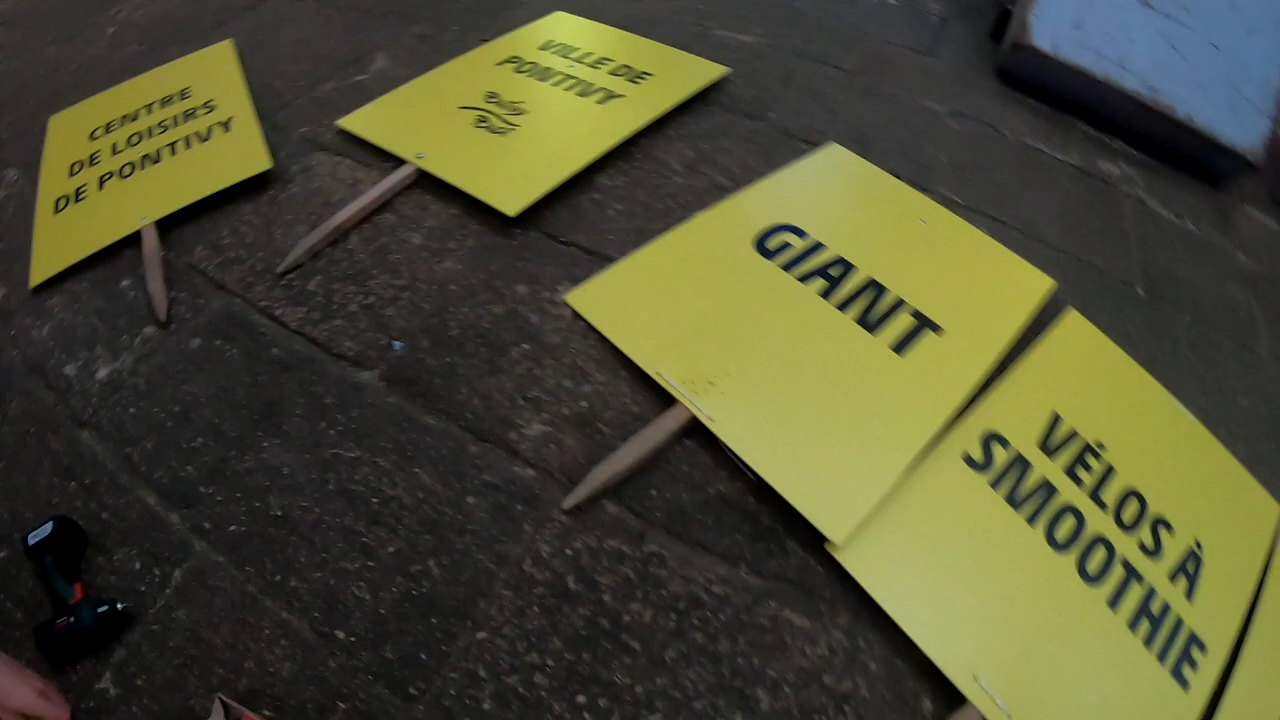 CENTRE
DE LOISIRS
DE PONTIVY
VILLE DE
PONTIVY
GIANT
VÉLOS À
SMOOTHIE